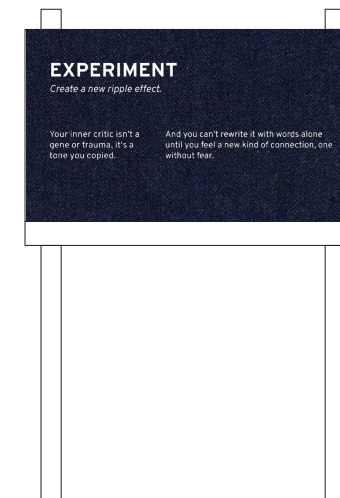 EXPERIMENT
Create a new ripple effect.
Your inner critic isn't a
gene or trauma, it's a
tone you copied.
And you can't rewrite it with words alone
until you feel a new kind of connection, one
without fear.